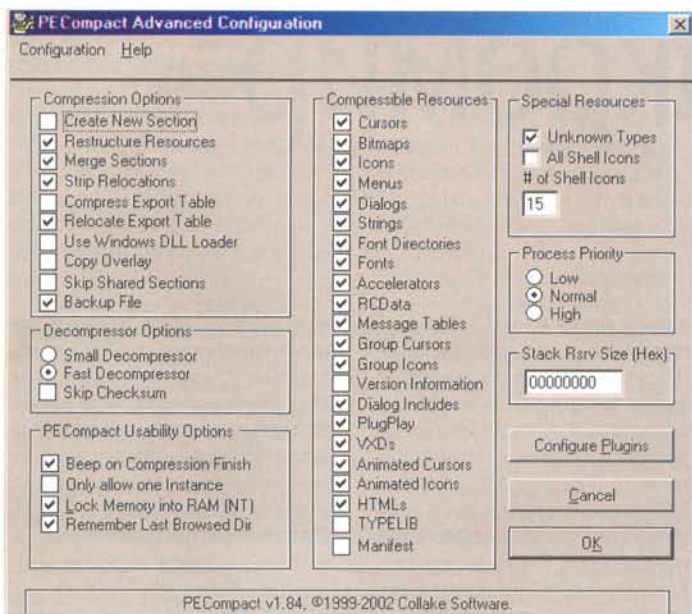 PECompact Advanced Configuration
Configuration Help
Compression Options
Create New Section
Restructure Resources
Merge Sections
Strip Relocations
Compress Export Table
Relocate Export Table
Use Windows DLL Loader
Copy Overlay
Skip Shared Sections
Backup File
Decompressor Options
Small Decompressor
Fast Decompressor
Skip Checksum
PECompact Usability Options
Beep on Compression Finish
Only allow one Instance
Lock Memory into RAM (NT)
Remember Last Browsed Dir
Compressible Resources
Cursors
Bitmaps
Icons
Menus
Dialogs
Strings
Font Directories
Fonts
Accelerators
RCData
Message Tables
Group Cursors
Group Icons
Version Information
Dialog Includes
PlugPlay
VXDs
Animated Cursors
Animated Icons
HTMLs
TYPELIB
Manifest
Special Resources
Unknown Types
All Shell Icons
# of Shell Icons
15
Process Priority
Low
Normal
High
Stack Rsrv Size (Hex)
00000000
Configure Plugins
Cancel
OK
PECompact v1.84, ©1999-2002 Collake Software.